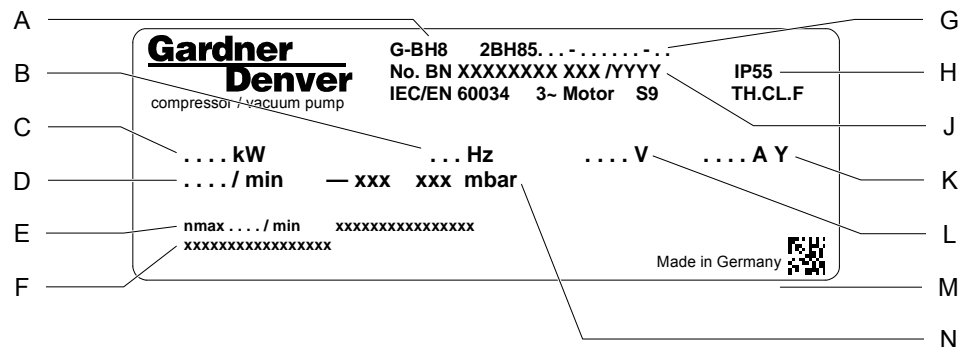 A
G
Gardner
Denver
compressor / vacuum pump
G-BH8 2BH85. . . - . . . . . . - . .
No. BN XXXXXXXX XXX /YYYY
IP55
IEC/EN 60034 3~ Motor S9
TH.CL.F
B
H
J
C
. . . . kW
. . . Hz
. . . . V
. . . . A Y
D
. . . . / min — xxx xxx mbar
K
E
nmax . . . . / min xxxxxxxxxxxxxxxx
L
xxxxxxxxxxxxxxxxx
F
Made in Germany
M
N